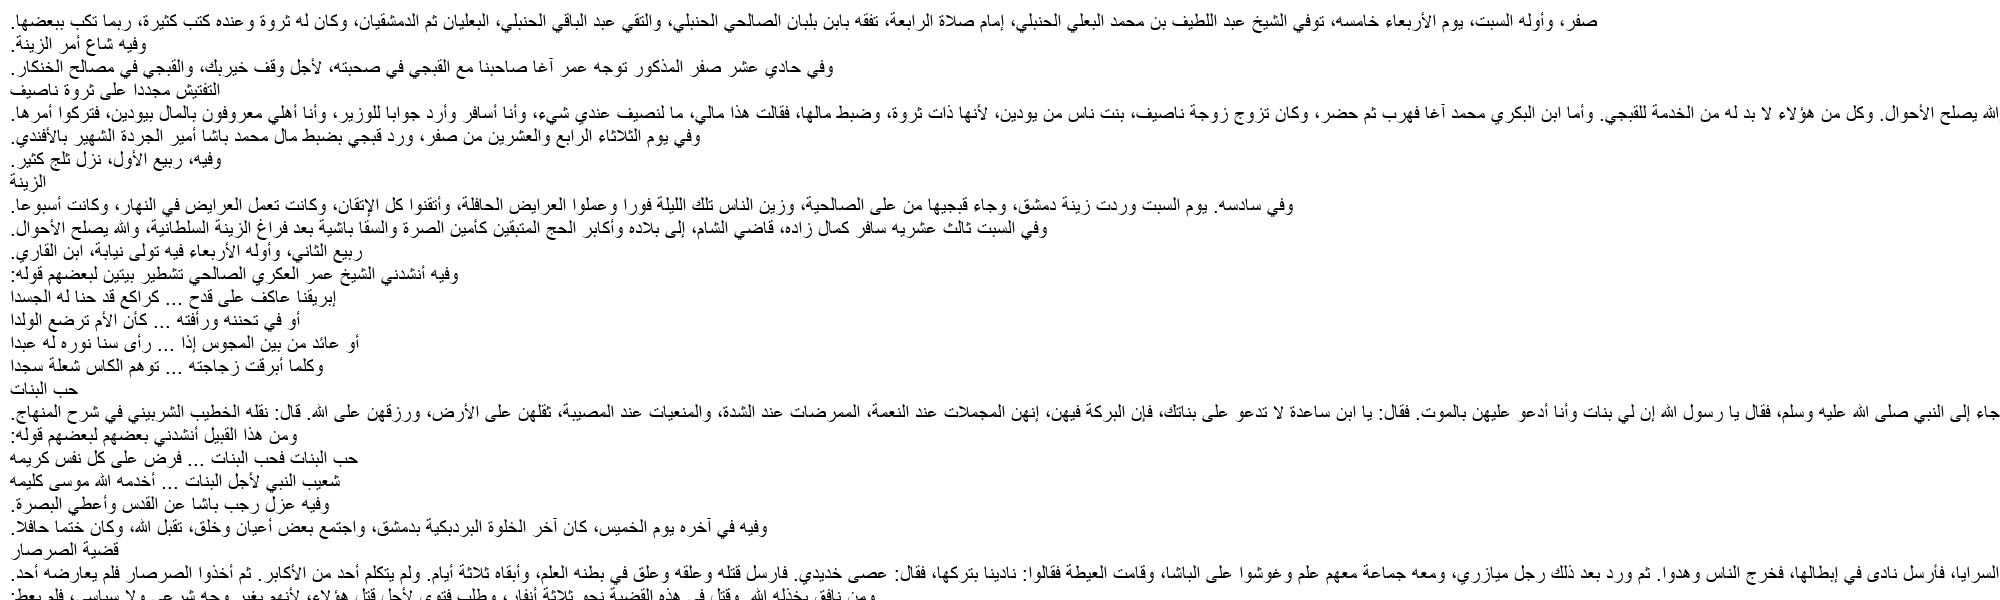 صفر، وأوله السبت، يوم الأربعاء خامسه، توفي الشيخ عبد اللطيف بن محمد البعلي الحنبلي، إمام صلاة الرابعة، تفقه بابن بلبان الصالحي الحنبلي، والتقي عبد الباقي الحنبلي، البعليان ثم الدمشقيان، وكان له ثروة وعنده كتب كثيرة، ربما تكب ببعضها.
وفيه شاع أمر الزينة.
وفي حادي عشر صفر المذكور توجه عمر آغا صاحبنا مع القبجي في صحبته، لأجل وقف خيربك، والقبجي في مصالح الخنكار.
التفتيش مجددا على ثروة ناصيف
الله يصلح الأحوال. وكل من هؤلاء لا بد له من الخدمة للقبجي. وأما ابن البكري محمد آغا فهرب ثم حضر، وكان تزوج زوجة ناصيف، بنت ناس من يودين، لأنها ذات ثروة، وضبط مالها، فقالت هذا مالي، ما لنصيف عندي شيء، وأنا أسافر وأرد جوابا للوزير، وأنا أهلي معروفون بالمال بيودين، فتركوا أمرها.
وفي يوم الثلاثاء الرابع والعشرين من صفر، ورد قبجي بضبط مال محمد باشا أمير الجردة الشهير بالأفندي.
وفيه، ربيع الأول، نزل ثلج كثير.
الزينة
وفي سادسه. يوم السبت وردت زينة دمشق، وجاء قبجيها من على الصالحية، وزين الناس تلك الليلة فورا وعملوا العرايض الحافلة، وأتقنوا كل الإتقان، وكانت تعمل العرايض في النهار، وكانت أسبوعا.
وفي السبت ثالث عشريه سافر كمال زاده، قاضي الشام، إلى بلاده وأكابر الحج المتبقين كأمين الصرة والسقا باشية بعد فراغ الزينة السلطانية، والله يصلح الأحوال.
ربيع الثاني، وأوله الأربعاء فيه تولى نيابة، ابن القاري.
وفيه أنشدني الشيخ عمر العكري الصالحي تشطير بيتين لبعضهم قوله:
إبريقنا عاكف على قدح ... كراكع قد حنا له الجسدا
أو في تحننه ورأفته ... كأن الأم ترضع الولدا
أو عائد من بين المجوس إذا ... رأى سنا نوره له عبدا
وكلما أبرقت زجاجته ... توهم الكاس شعلة سجدا
حب البنات
جاء إلى النبي صلى الله عليه وسلم، فقال يا رسول الله إن لي بنات وأنا أدعو عليهن بالموت. فقال: يا ابن ساعدة لا تدعو على بناتك، فإن البركة فيهن، إنهن المجملات عند النعمة، الممرضات عند الشدة، والمنعيات عند المصيبة، ثقلهن على الأرض، ورزقهن على الله. قال: نقله الخطيب الشربيني في شرح المنهاج.
ومن هذا القبيل أنشدني بعضهم لبعضهم قوله:
حب البنات فحب البنات ... فرض على كل نفس كريمه
شعيب النبي لأجل البنات ... أخدمه الله موسى كليمه
وفيه عزل رجب باشا عن القدس وأعطي البصرة.
وفيه في آخره يوم الخميس، كان آخر الخلوة البردبكية بدمشق، واجتمع بعض أعيان وخلق، تقبل الله، وكان ختما حافلا.
قضية الصرصار
السرايا، فأرسل نادى في إبطالها، فخرج الناس وهدوا. ثم ورد بعد ذلك رجل ميازري، ومعه جماعة معهم علم وغوشوا على الباشا، وقامت العيطة فقالوا: نادينا بتركها، فقال: عصى خديدي. فارسل قتله وعلقه وعلق في بطنه العلم، وأبقاه ثلاثة أيام. ولم يتكلم أحد من الأكابر. ثم أخذوا الصرصار فلم يعارضه أحد.
ومن نافق يخذله الله. وقتل في هذه القضية نحو ثلاثة أنفار، وطلب فتوى لأجل قتل هؤلاء، لأنهم بغير وجه شرعي ولا سياسي، فلم يعط: